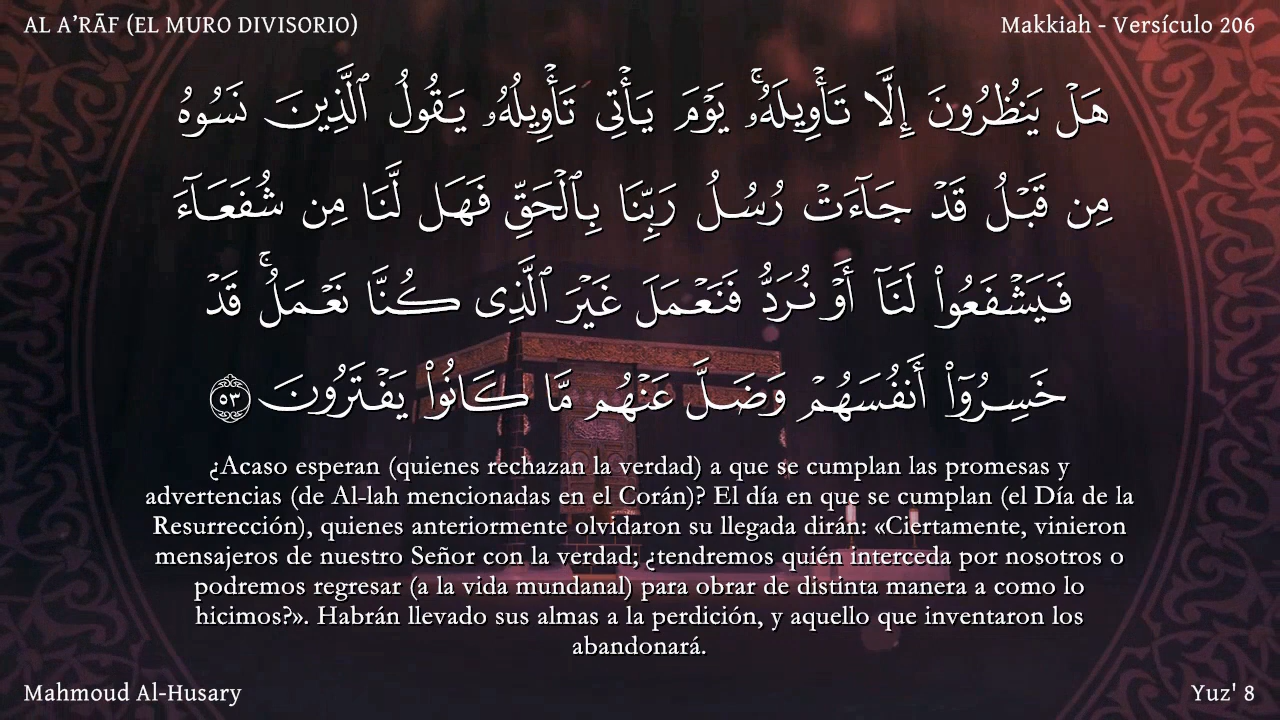 AL A’RĀF (EL MURO DIVISORIO)
Makkiah - Versículo 206
هَلْ يَنظُرُونَ إِلَّا تَأْوِيلَهُۥۚ يَوْمَ يَأْتِى تَأْوِيلُهُۥ يَقُولُ ٱلَّذِينَ نَسُوهُ
مِن قَبْلُ قَدْ جَآءَتْ رُسُلُ رَبِّنَا بِٱلْحَقِّ فَهَل لَّنَا مِن شُفَعَآءَ
فَيَشْفَعُوا۟ لَنَآ أَوْ نُرَدُّ فَنَعْمَلَ غَيْرَ ٱلَّذِى كُنَّا نَعْمَلُۚ قَدْ
خَسِرُوٓا۟ أَنفُسَهُمْ وَضَلَّ عَنْهُم مَّا كَانُوا۟ يَفْتَرُونَ ٥٣
¿Acaso esperan (quienes rechazan la verdad) a que se cumplan las promesas y
advertencias (de Al-lah mencionadas en el Corán)? El día en que se cumplan (el Día de la
Resurrección), quienes anteriormente olvidaron su llegada dirán: «Ciertamente, vinieron
mensajeros de nuestro Señor con la verdad; ¿tendremos quién interceda por nosotros o
podremos regresar (a la vida mundanal) para obrar de distinta manera a como lo
hicimos?». Habrán llevado sus almas a la perdición, y aquello que inventaron los
abandonará.
Mahmoud Al-Husary
Yuz' 8